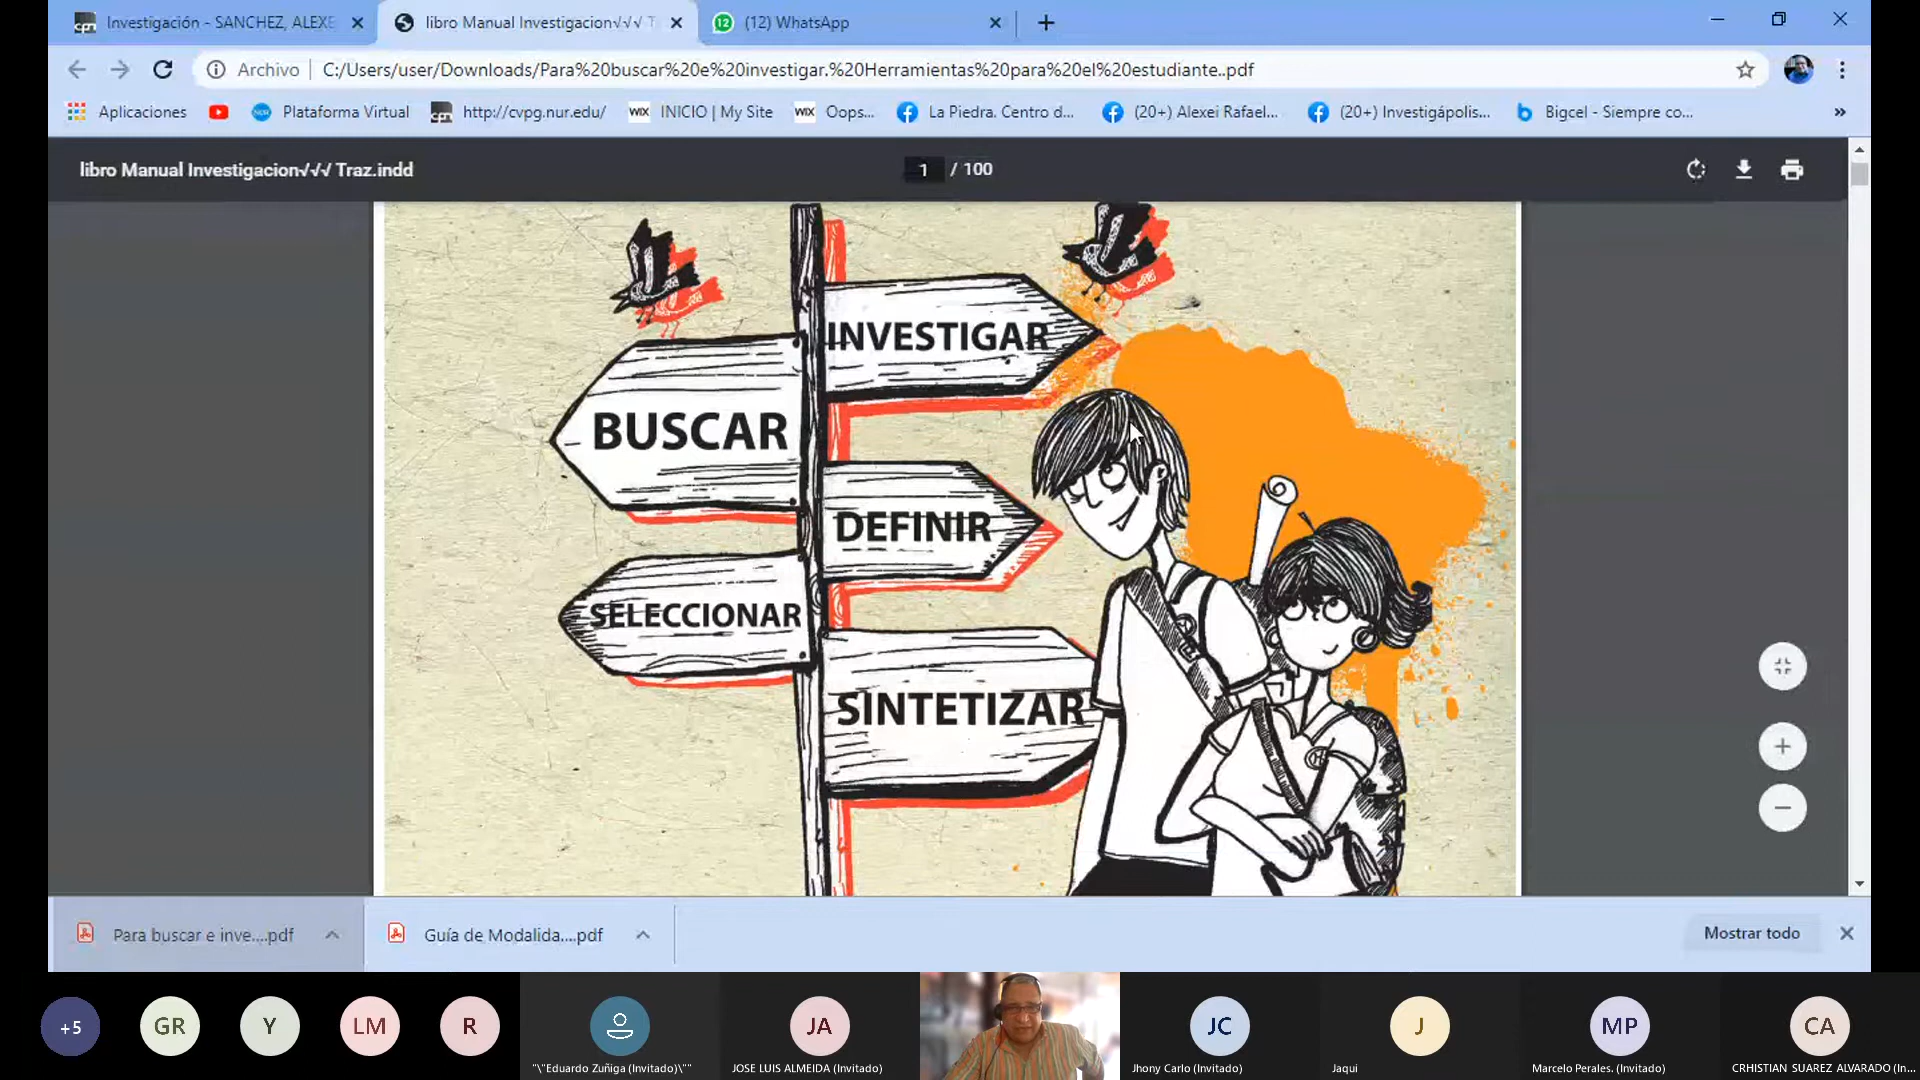 Investigación - SANCHEZ, ALEXE
libro Manual Investigacion√√√ T
(12) WhatsApp
Archivo | C:/Users/user/Downloads/Para%20buscar%20e%20investigar.%20Herramientas%20para%20el%20estudiante..pdf
Aplicaciones
Plataforma Virtual
http://cvpg.nur.edu/
WIX INICIO | My Site
WIX Oops...
La Piedra. Centro d...
(20+) Alexei Rafael...
(20+) Investigápolis...
Bigcel - Siempre co...
»
libro Manual Investigacion√√√ Traz.indd
1 / 100
INVESTIGAR
BUSCAR
DEFINIR
SELECCIONAR
SINTETIZAR
Para buscar e inve....pdf
Guía de Modalida....pdf
Mostrar todo
+5
GR
Y
LM
R
JA
JC
J
MP
CA
"\"Eduardo Zuñiga (Invitado)\""
JOSE LUIS ALMEIDA (Invitado)
Jhony Carlo (Invitado)
Jaqui
Marcelo Perales. (Invitado)
CRHISTIAN SUAREZ ALVARADO (In...